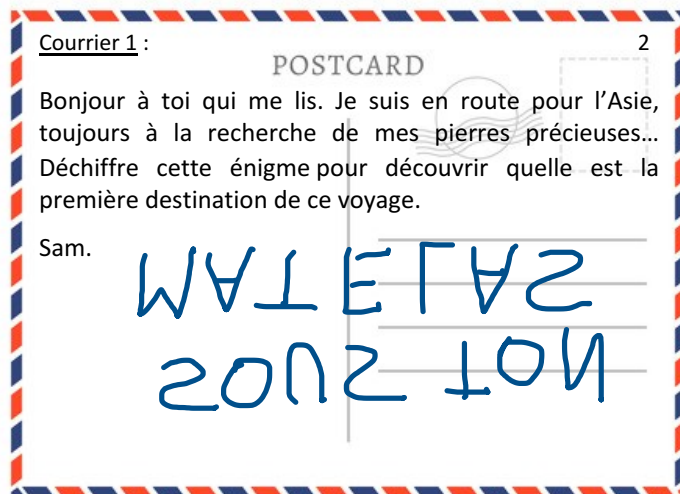 Courrier 1 : 2
POSTCARD
Bonjour à toi qui me lis. Je suis en route pour l’Asie,
toujours à la recherche de mes pierres précieuses…
Déchiffre cette énigme pour découvrir quelle est la
première destination de ce voyage.
Sam.
SOUS TON
MATELAS